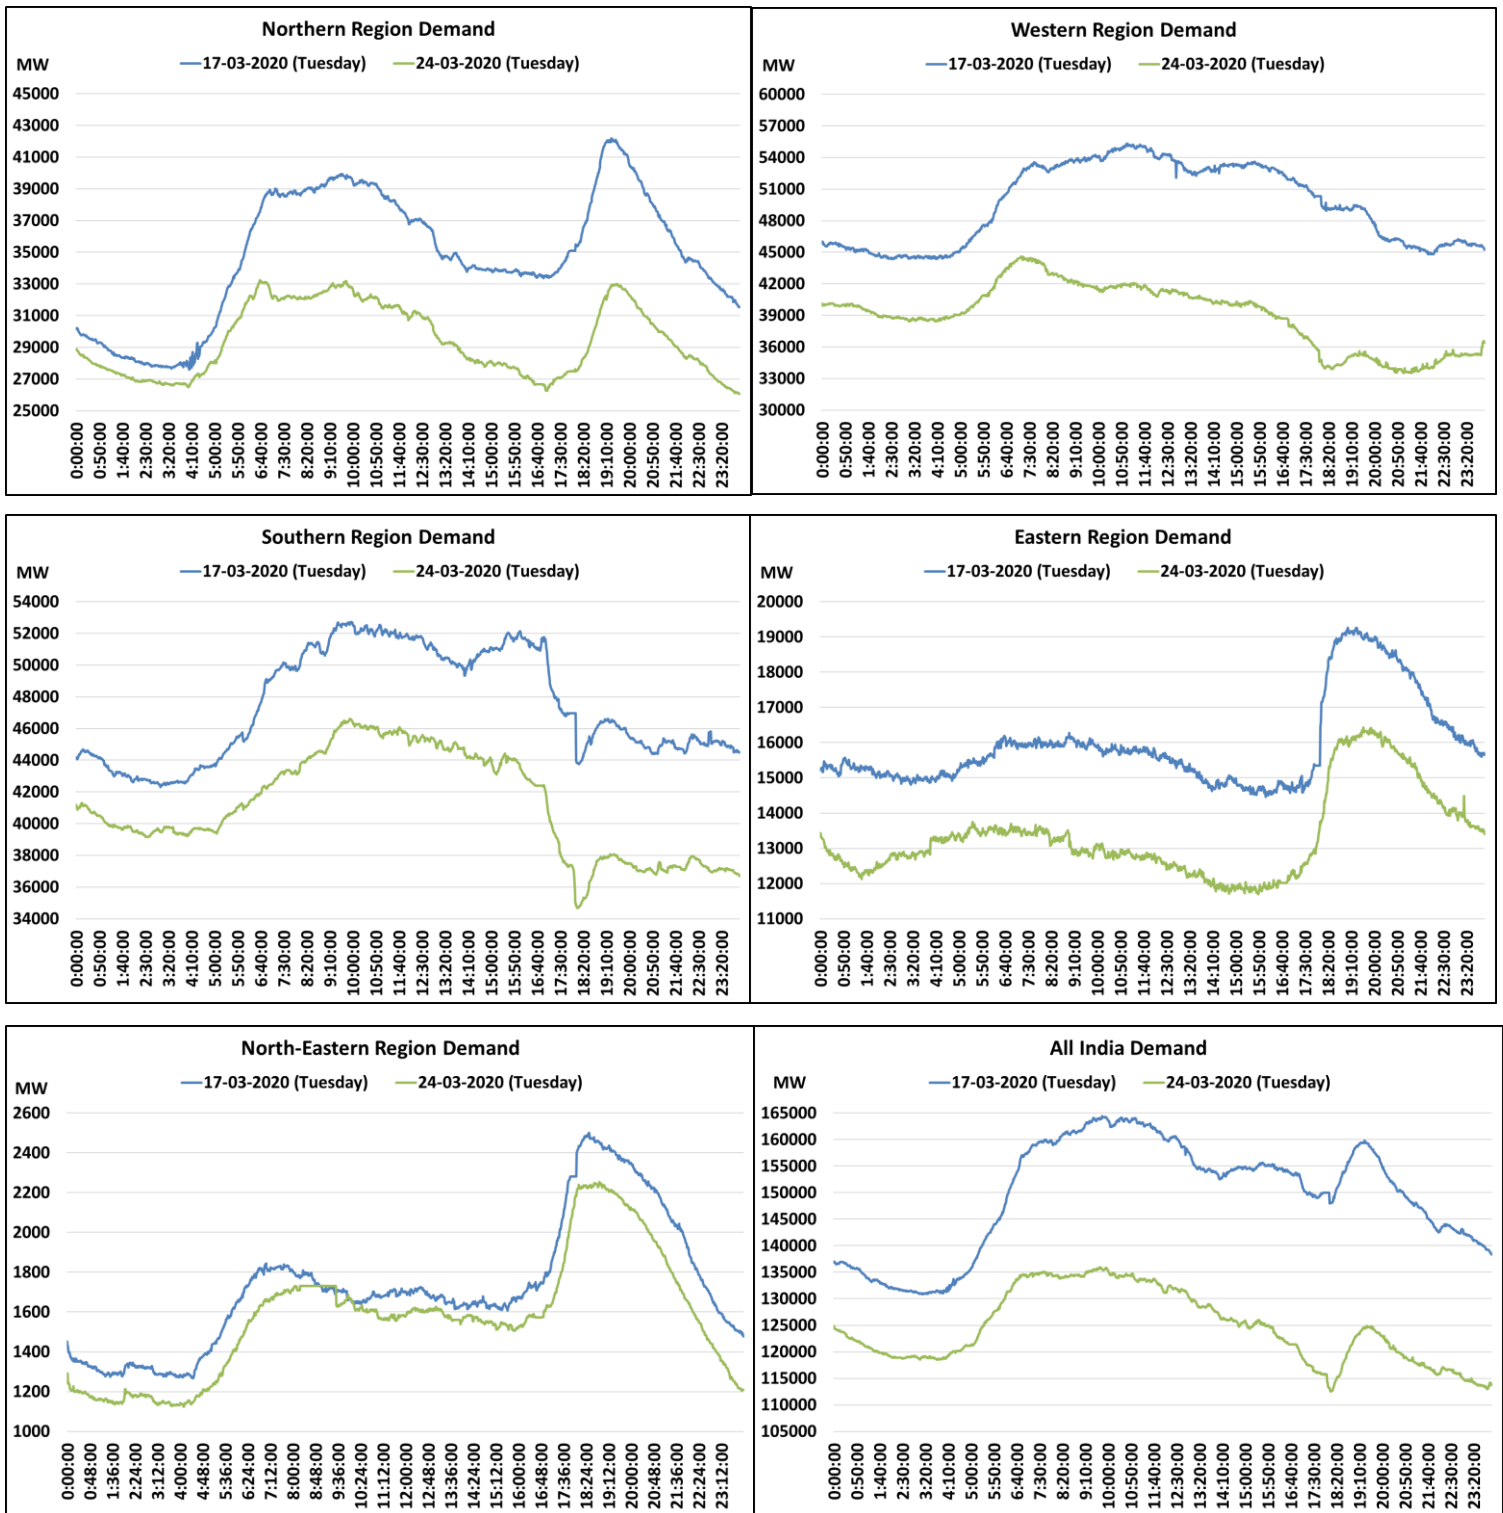 Northern Region Demand
MW
17-03-2020 (Tuesday) 24-03-2020 (Tuesday)
45000
43000
41000
39000
37000
35000
33000
31000
29000
27000
25000
0:00:00 0:50:00 1:40:00 2:30:00 3:20:00 4:10:00 5:00:00 5:50:00 6:40:00 7:30:00 8:20:00 9:10:00 10:00:00 10:50:00 11:40:00 12:30:00 13:20:00 14:10:00 15:00:00 15:50:00 16:40:00 17:30:00 18:20:00 19:10:00 20:00:00 20:50:00 21:40:00 22:30:00 23:20:00
Western Region Demand
MW
17-03-2020 (Tuesday) 24-03-2020 (Tuesday)
60000
57000
54000
51000
48000
45000
42000
39000
36000
33000
30000
0:00:00 0:50:00 1:40:00 2:30:00 3:20:00 4:10:00 5:00:00 5:50:00 6:40:00 7:30:00 8:20:00 9:10:00 10:00:00 10:50:00 11:40:00 12:30:00 13:20:00 14:10:00 15:00:00 15:50:00 16:40:00 17:30:00 18:20:00 19:10:00 20:00:00 20:50:00 21:40:00 22:30:00 23:20:00
Southern Region Demand
MW
17-03-2020 (Tuesday) 24-03-2020 (Tuesday)
54000
52000
50000
48000
46000
44000
42000
40000
38000
36000
34000
0:00:00 0:50:00 1:40:00 2:30:00 3:20:00 4:10:00 5:00:00 5:50:00 6:40:00 7:30:00 8:20:00 9:10:00 10:00:00 10:50:00 11:40:00 12:30:00 13:20:00 14:10:00 15:00:00 15:50:00 16:40:00 17:30:00 18:20:00 19:10:00 20:00:00 20:50:00 21:40:00 22:30:00 23:20:00
Eastern Region Demand
MW
17-03-2020 (Tuesday) 24-03-2020 (Tuesday)
20000
19000
18000
17000
16000
15000
14000
13000
12000
11000
0:00:00 0:50:00 1:40:00 2:30:00 3:20:00 4:10:00 5:00:00 5:50:00 6:40:00 7:30:00 8:20:00 9:10:00 10:00:00 10:50:00 11:40:00 12:30:00 13:20:00 14:10:00 15:00:00 15:50:00 16:40:00 17:30:00 18:20:00 19:10:00 20:00:00 20:50:00 21:40:00 22:30:00 23:20:00
North-Eastern Region Demand
MW
17-03-2020 (Tuesday) 24-03-2020 (Tuesday)
2600
2400
2200
2000
1800
1600
1400
1200
1000
0:00:00 0:48:00 1:36:00 2:24:00 3:12:00 4:00:00 4:48:00 5:36:00 6:24:00 7:12:00 8:00:00 8:48:00 9:36:00 10:24:00 11:12:00 12:00:00 12:48:00 13:36:00 14:24:00 15:12:00 16:00:00 16:48:00 17:36:00 18:24:00 19:12:00 20:00:00 20:48:00 21:36:00 22:24:00 23:12:00
All India Demand
MW
17-03-2020 (Tuesday) 24-03-2020 (Tuesday)
165000
160000
155000
150000
145000
140000
135000
130000
125000
120000
115000
110000
105000
0:00:00 0:50:00 1:40:00 2:30:00 3:20:00 4:10:00 5:00:00 5:50:00 6:40:00 7:30:00 8:20:00 9:10:00 10:00:00 10:50:00 11:40:00 12:30:00 13:20:00 14:10:00 15:00:00 15:50:00 16:40:00 17:30:00 18:20:00 19:10:00 20:00:00 20:50:00 21:40:00 22:30:00 23:20:00